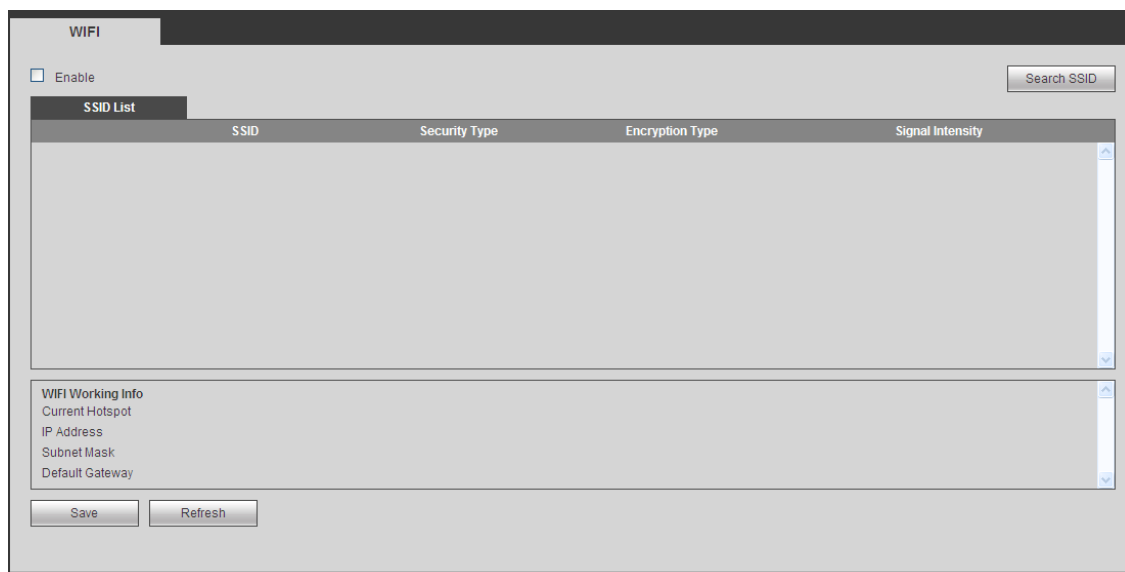 WIFI
Enable
Search SSID
SSID List
SSID Security Type Encryption Type Signal Intensity
WIFI Working Info
Current Hotspot
IP Address
Subnet Mask
Default Gateway
Save Refresh